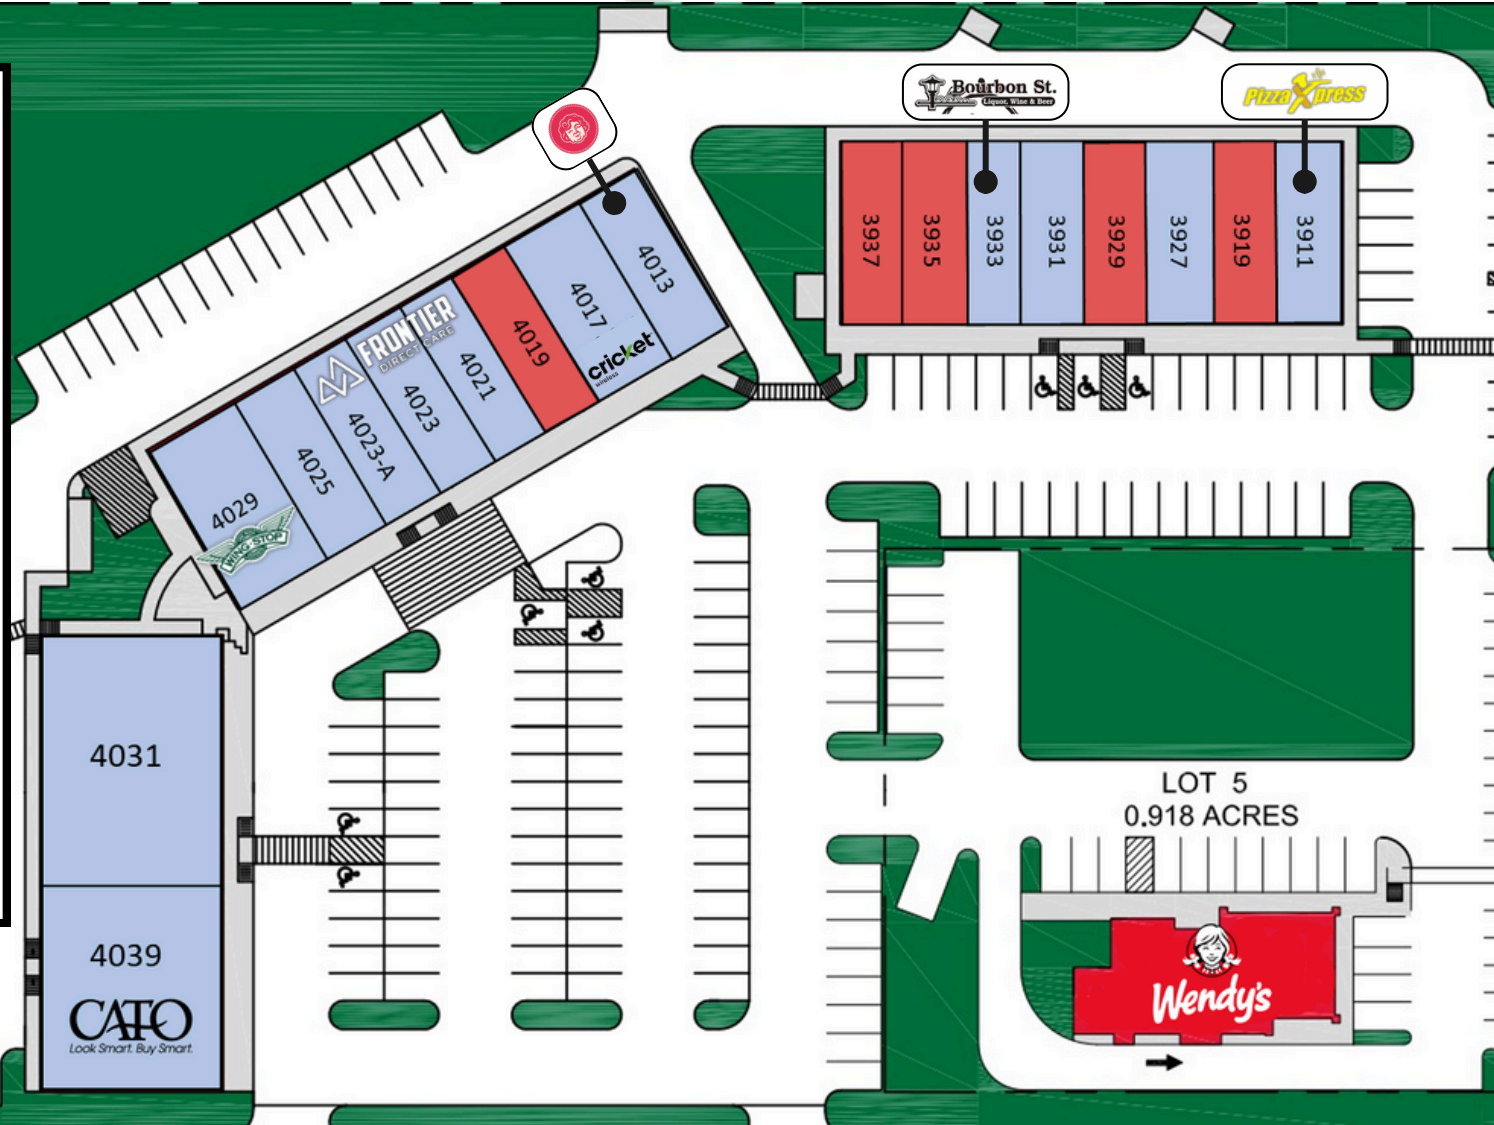 Bourbon St.
Liquor, Wine & Beer
PizzaXpress
3937
3935
3933
3931
3929
3927
3919
3911
4013
4017
cricket
wireless
4019
4021
FRONTIER
DIRECT CARE
4023
4023-A
4025
4029
WING STOP
4031
4039
CATO
Look Smart. Buy Smart.
LOT 5
0.918 ACRES
Wendy's